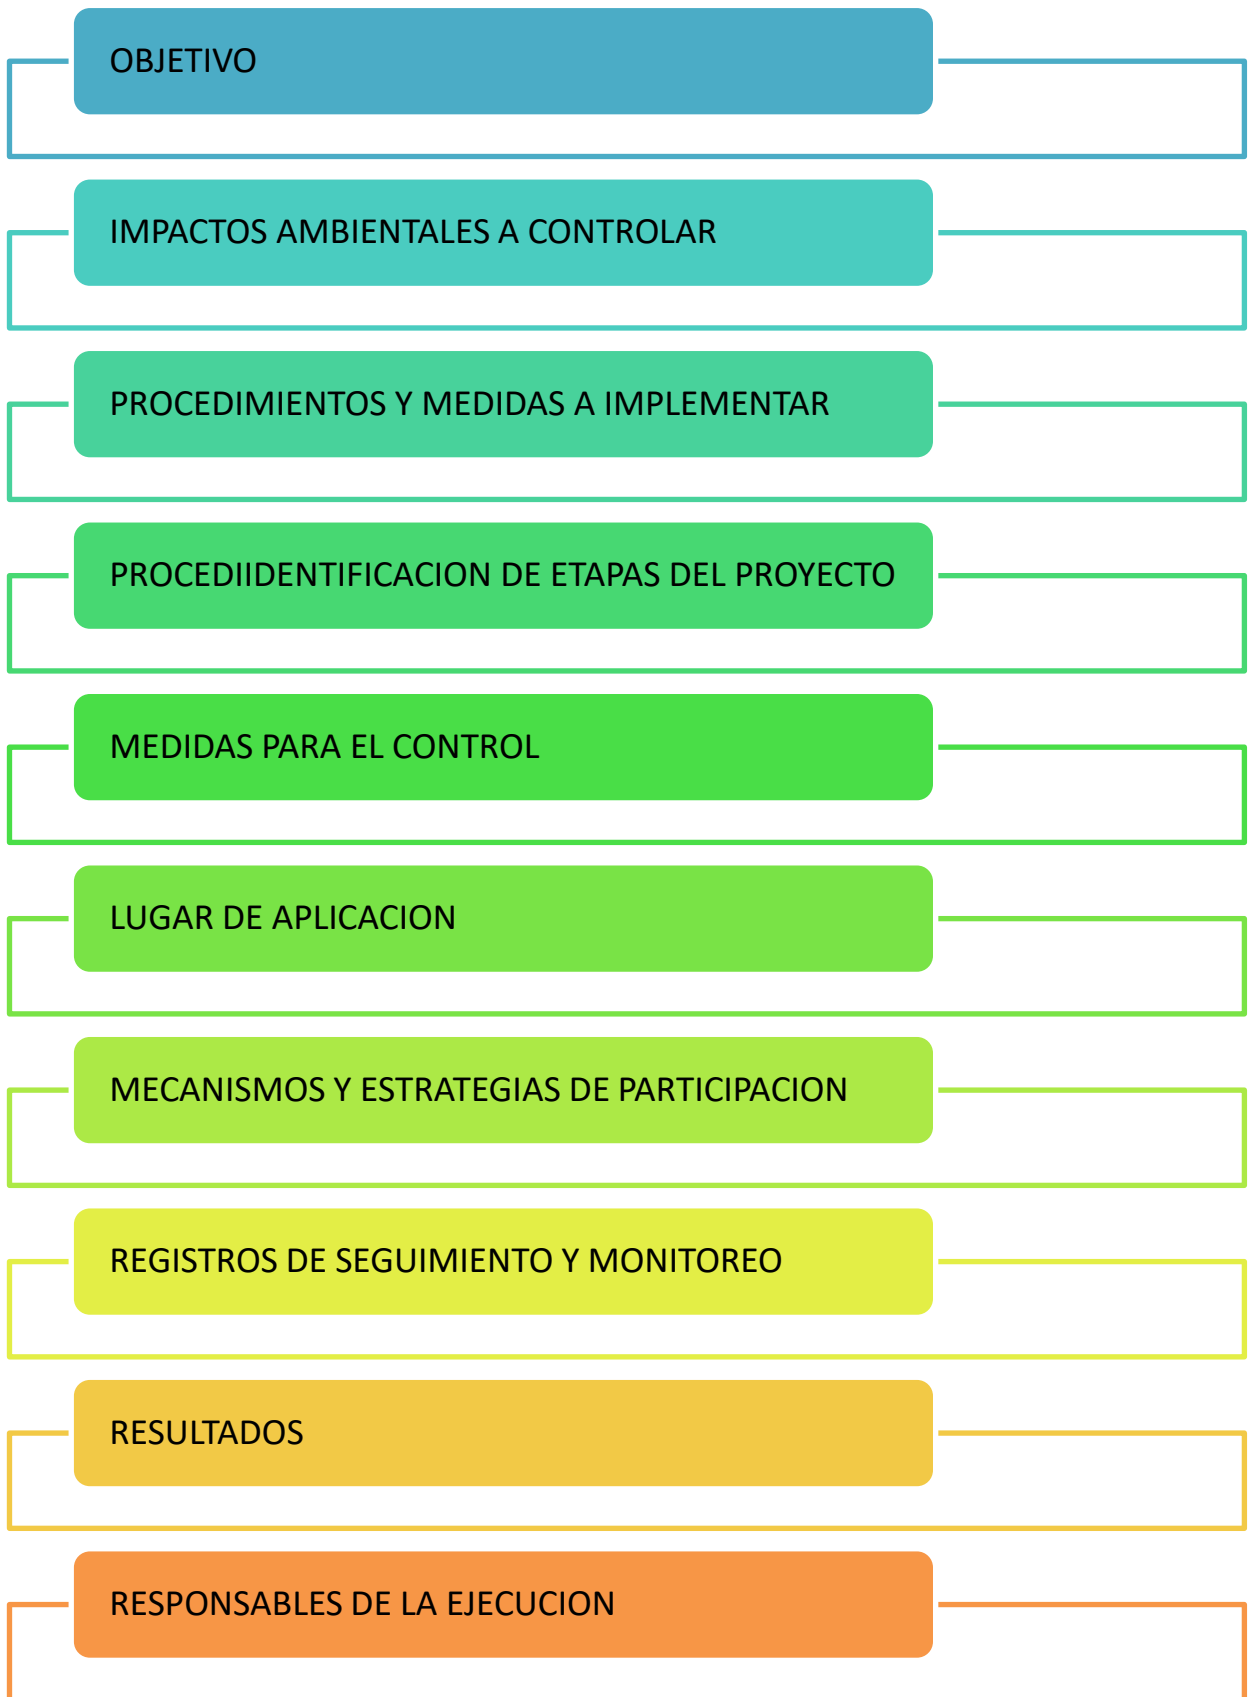 OBJETIVO
IMPACTOS AMBIENTALES A CONTROLAR
PROCEDIMIENTOS Y MEDIDAS A IMPLEMENTAR
PROCEDIIDENTIFICACION DE ETAPAS DEL PROYECTO
MEDIDAS PARA EL CONTROL
LUGAR DE APLICACION
MECANISMOS Y ESTRATEGIAS DE PARTICIPACION
REGISTROS DE SEGUIMIENTO Y MONITOREO
RESULTADOS
RESPONSABLES DE LA EJECUCION